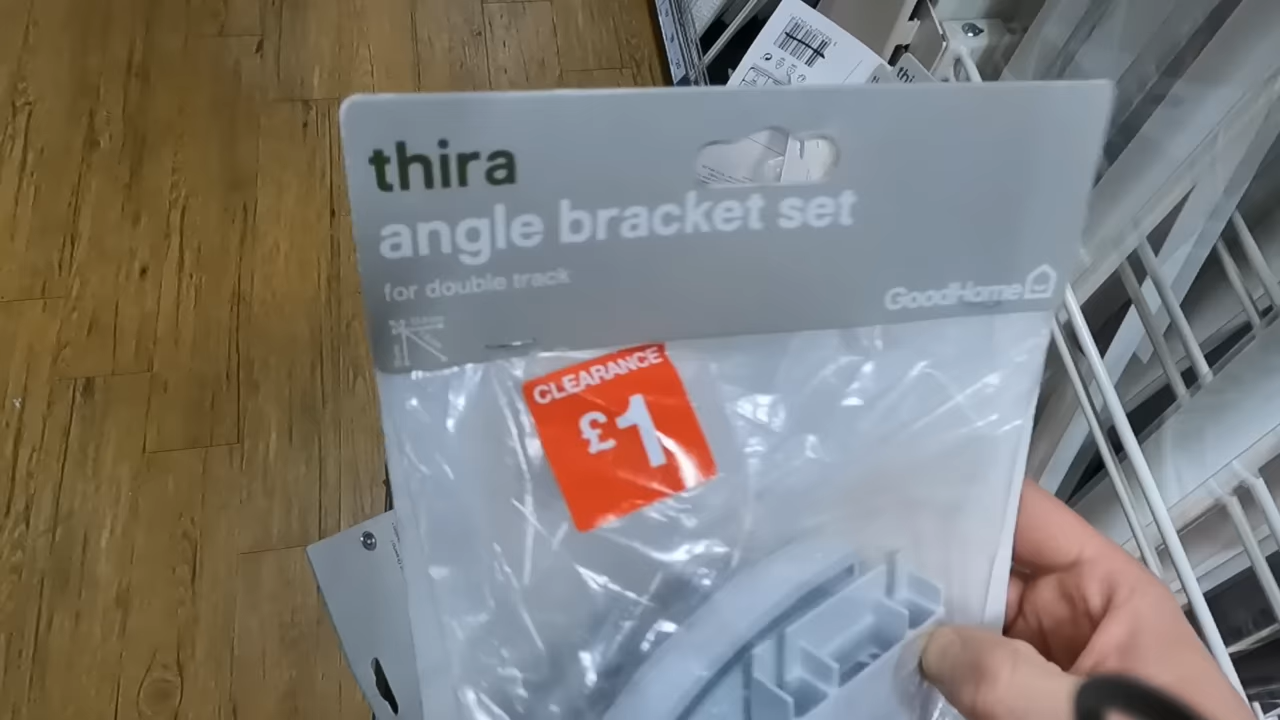 thira
angle bracket set
for double track
GoodHome
CLEARANCE
£1